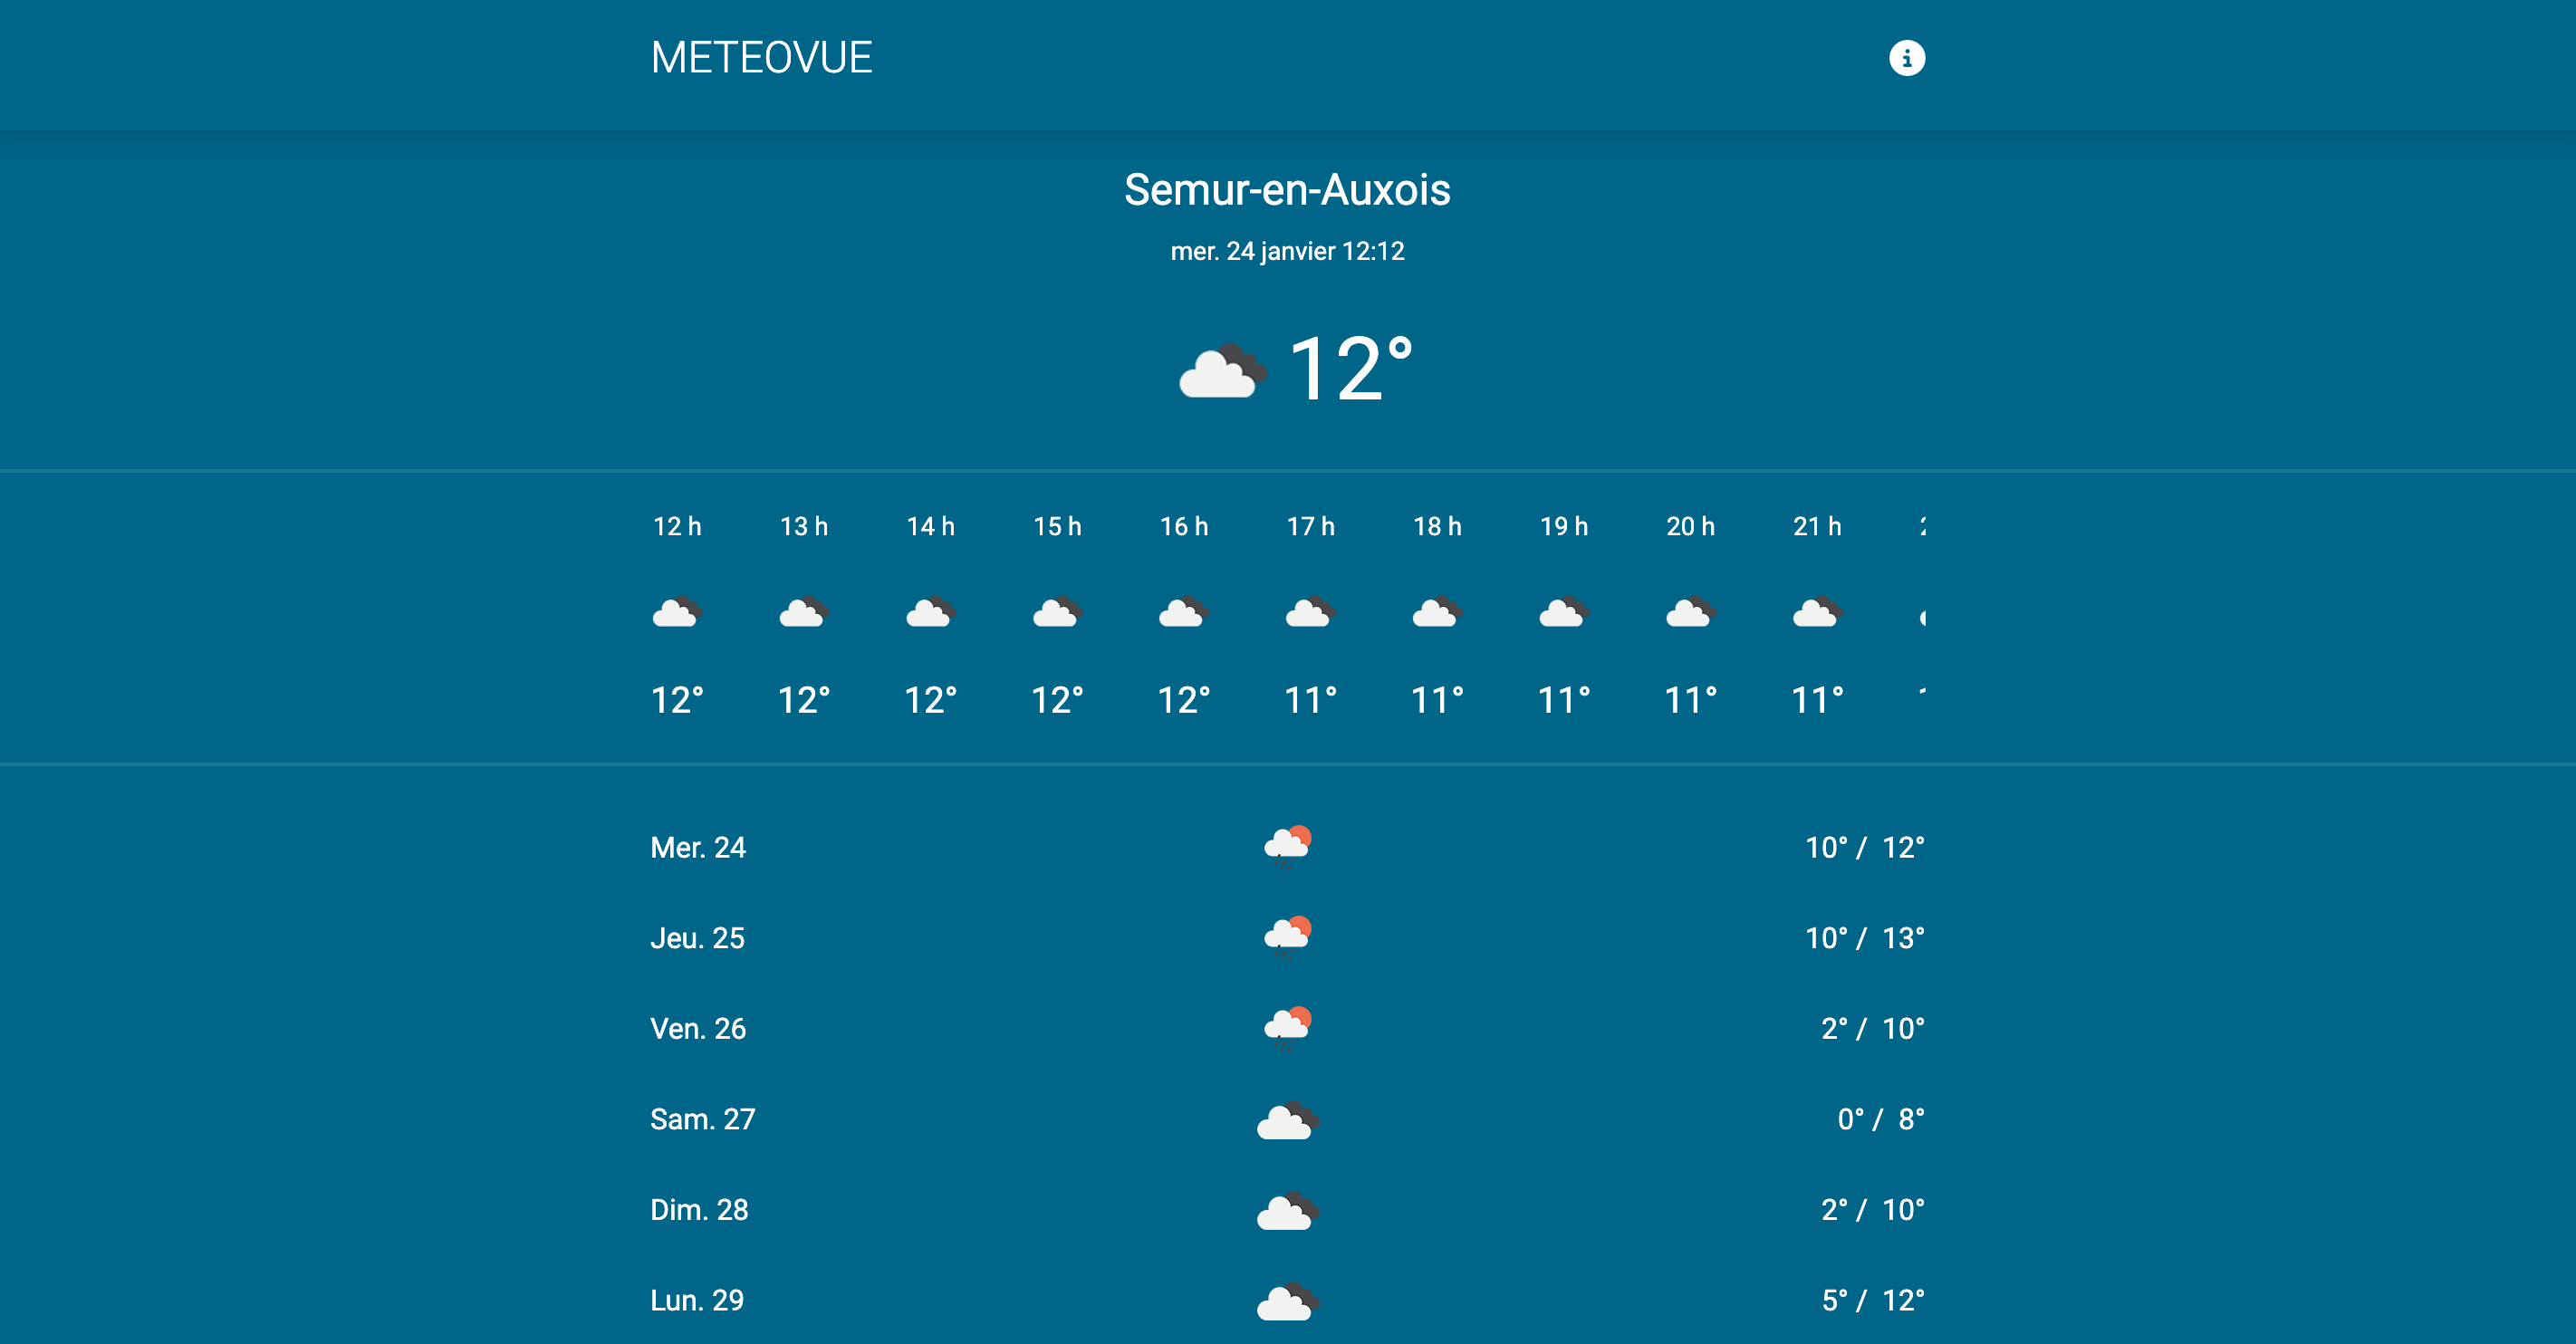 METEOVUE
Semur-en-Auxois
mer. 24 janvier 12:12
12°
12 h 13 h 14 h 15 h 16 h 17 h 18 h 19 h 20 h 21 h
12° 12° 12° 12° 12° 11° 11° 11° 11° 11°
Mer. 24 10° / 12°
Jeu. 25 10° / 13°
Ven. 26 2° / 10°
Sam. 27 0° / 8°
Dim. 28 2° / 10°
Lun. 29 5° / 12°